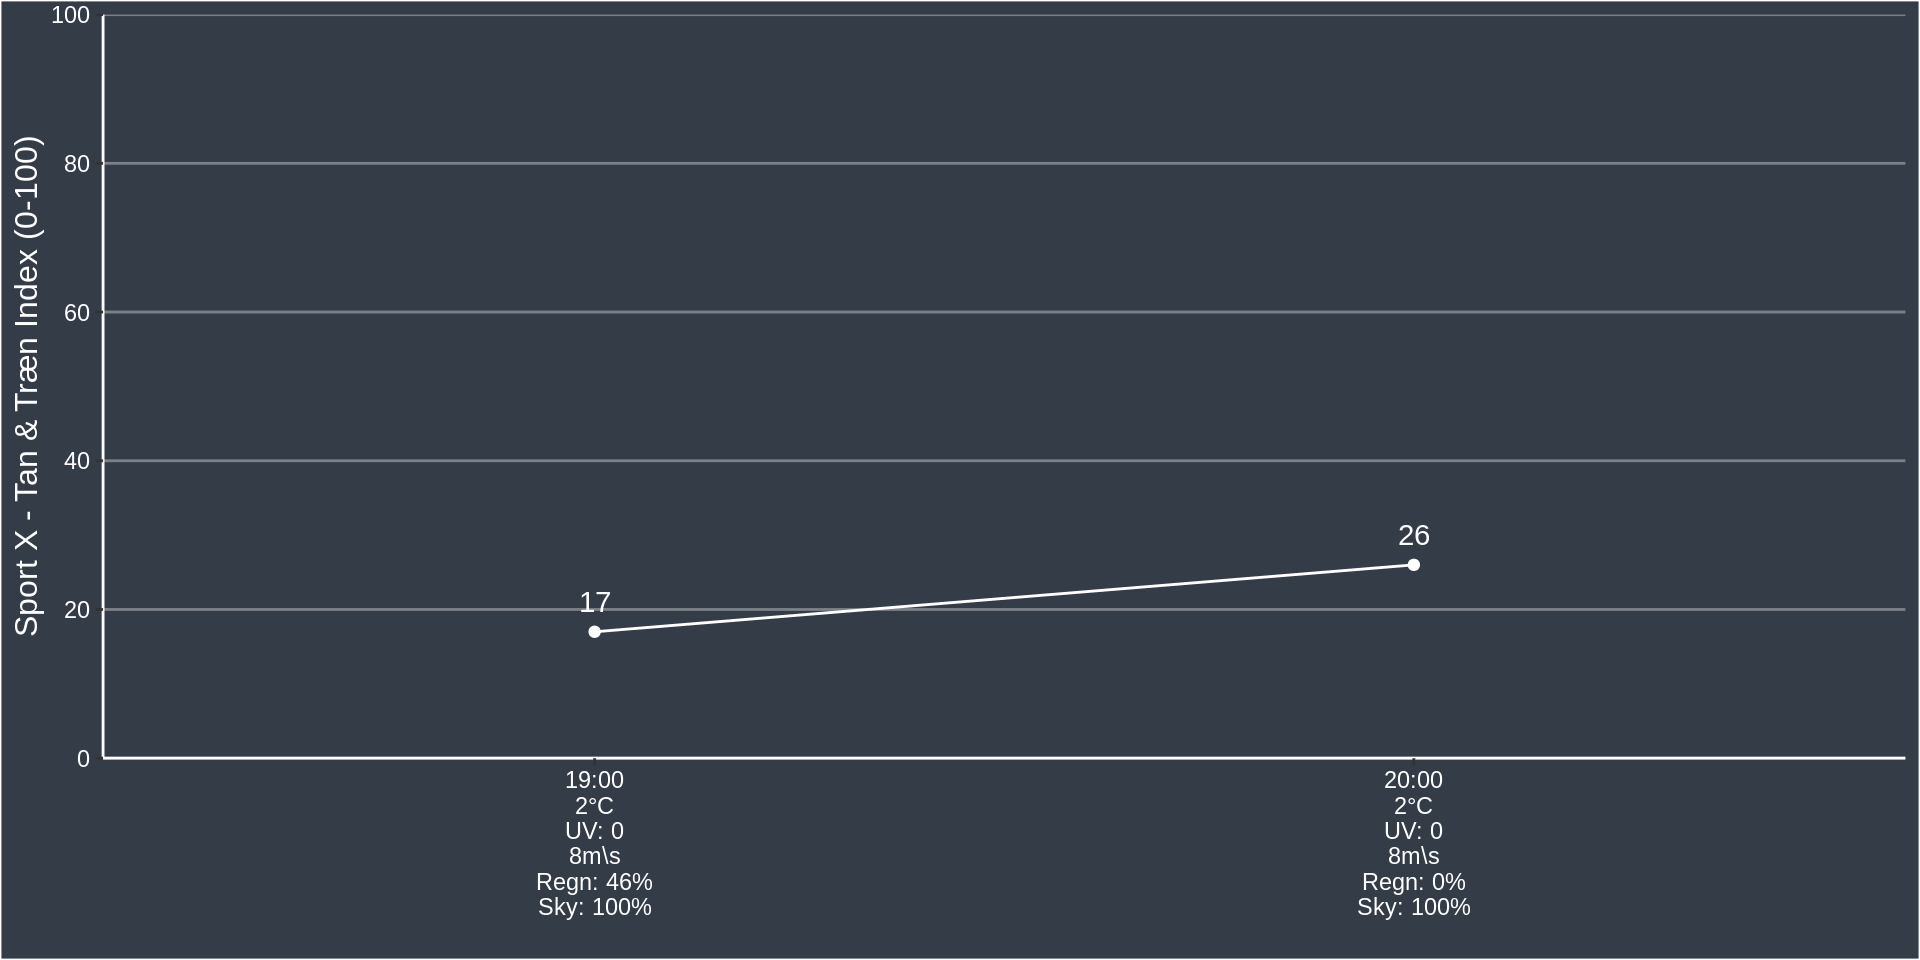 Sport X - Tan & Træn Index (0-100)
100
80
60
40
20
0
17
26
19:00
2°C
UV: 0
8m\s
Regn: 46%
Sky: 100%
20:00
2°C
UV: 0
8m\s
Regn: 0%
Sky: 100%